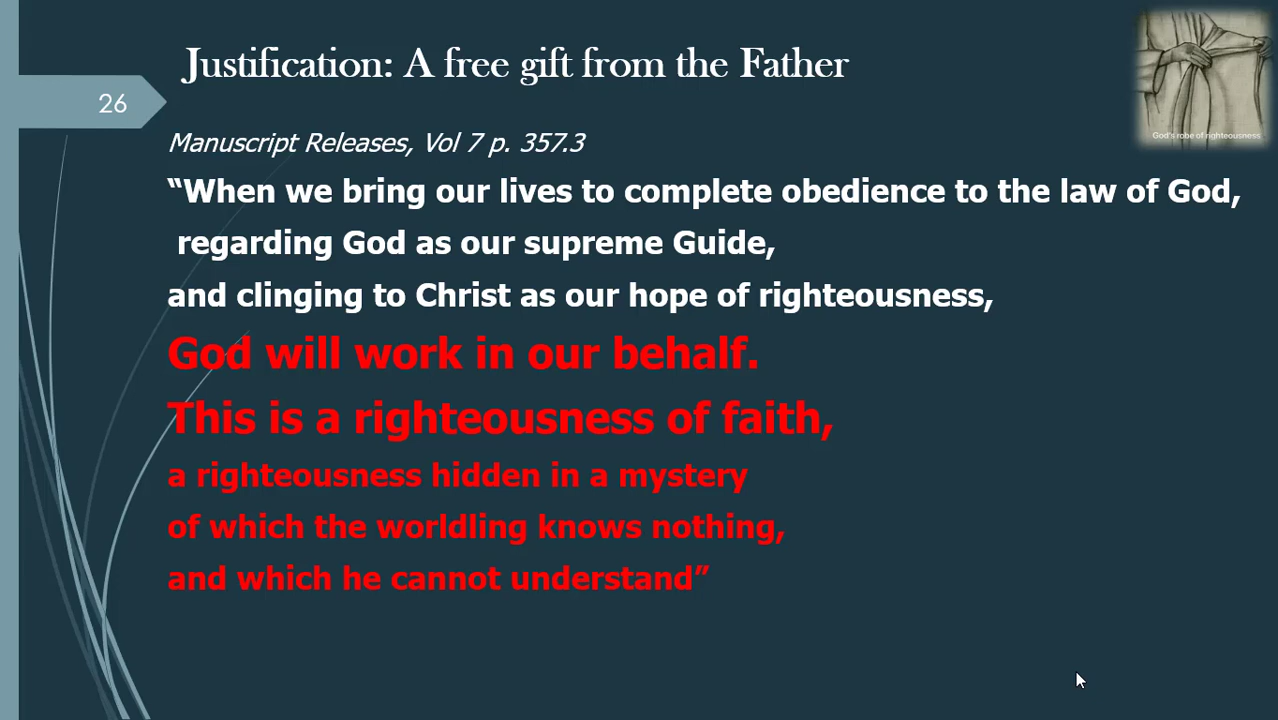 Justification: A free gift from the Father
26
Manuscript Releases, Vol 7 p. 357.3
“When we bring our lives to complete obedience to the law of God,
regarding God as our supreme Guide,
and clinging to Christ as our hope of righteousness,
God will work in our behalf.
This is a righteousness of faith,
a righteousness hidden in a mystery
of which the worldling knows nothing,
and which he cannot understand”
God's robe of righteousness